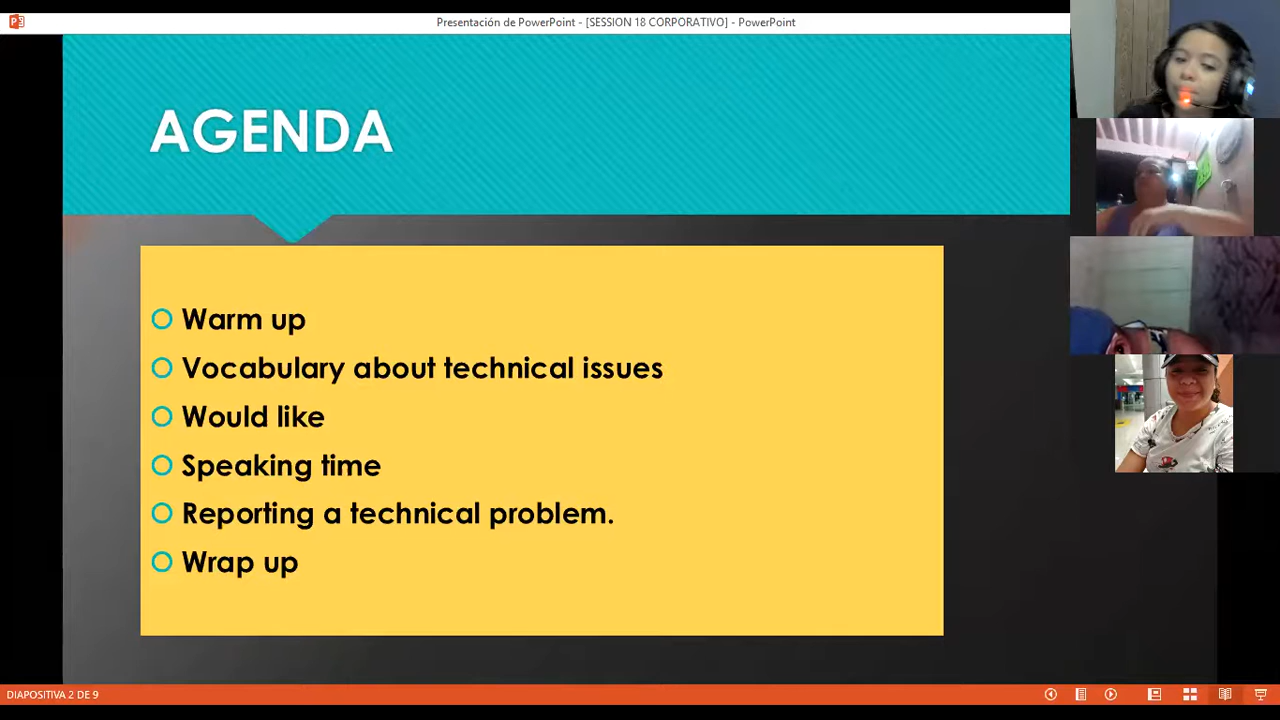 Presentación de PowerPoint - [SESSION 18 CORPORATIVO] - PowerPoint
AGENDA
Warm up
Vocabulary about technical issues
Would like
Speaking time
Reporting a technical problem.
Wrap up
DIAPOSITIVA 2 DE 9